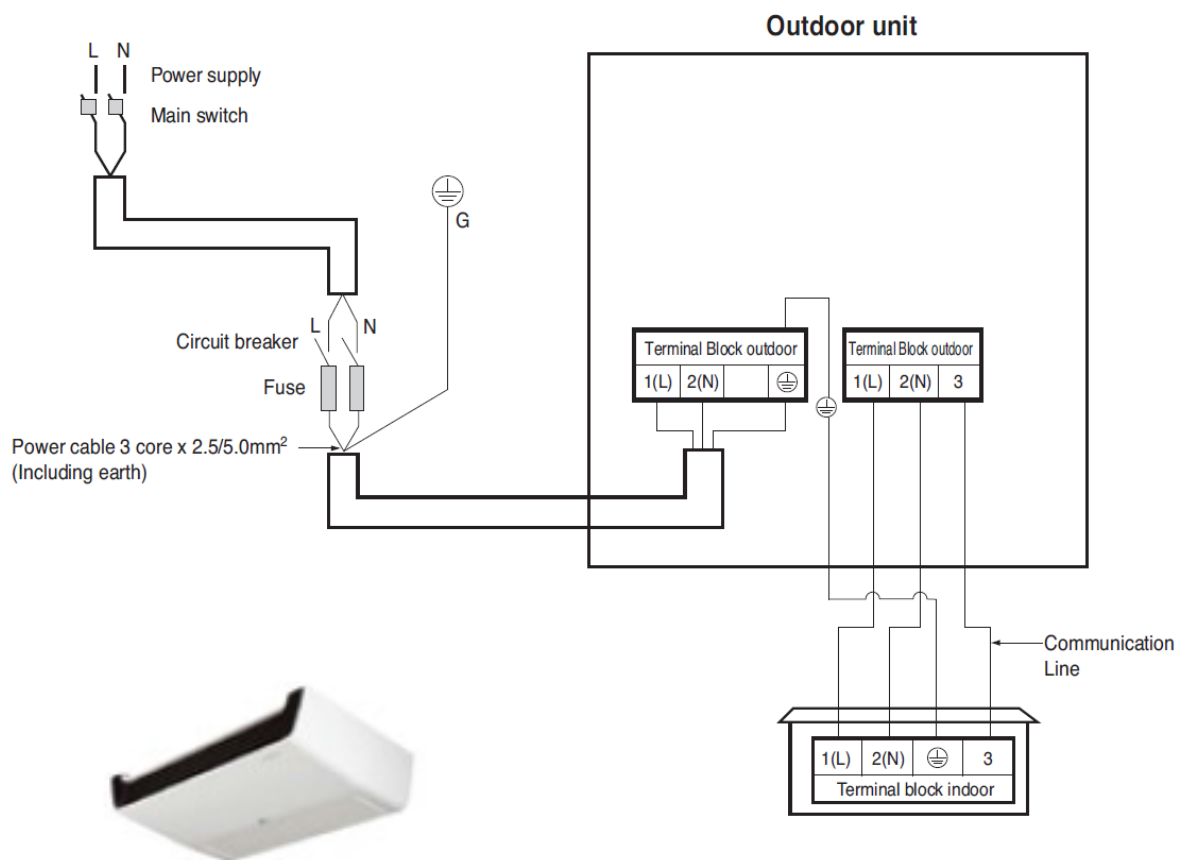 Outdoor unit
L N
Power supply
Main switch
G
L N
Circuit breaker
Fuse
Power cable 3 core x 2.5/5.0mm²
(Including earth)
Terminal Block outdoor
1(L) 2(N)
Terminal Block outdoor
1(L) 2(N) 3
Communication
Line
1(L) 2(N) 3
Terminal block indoor